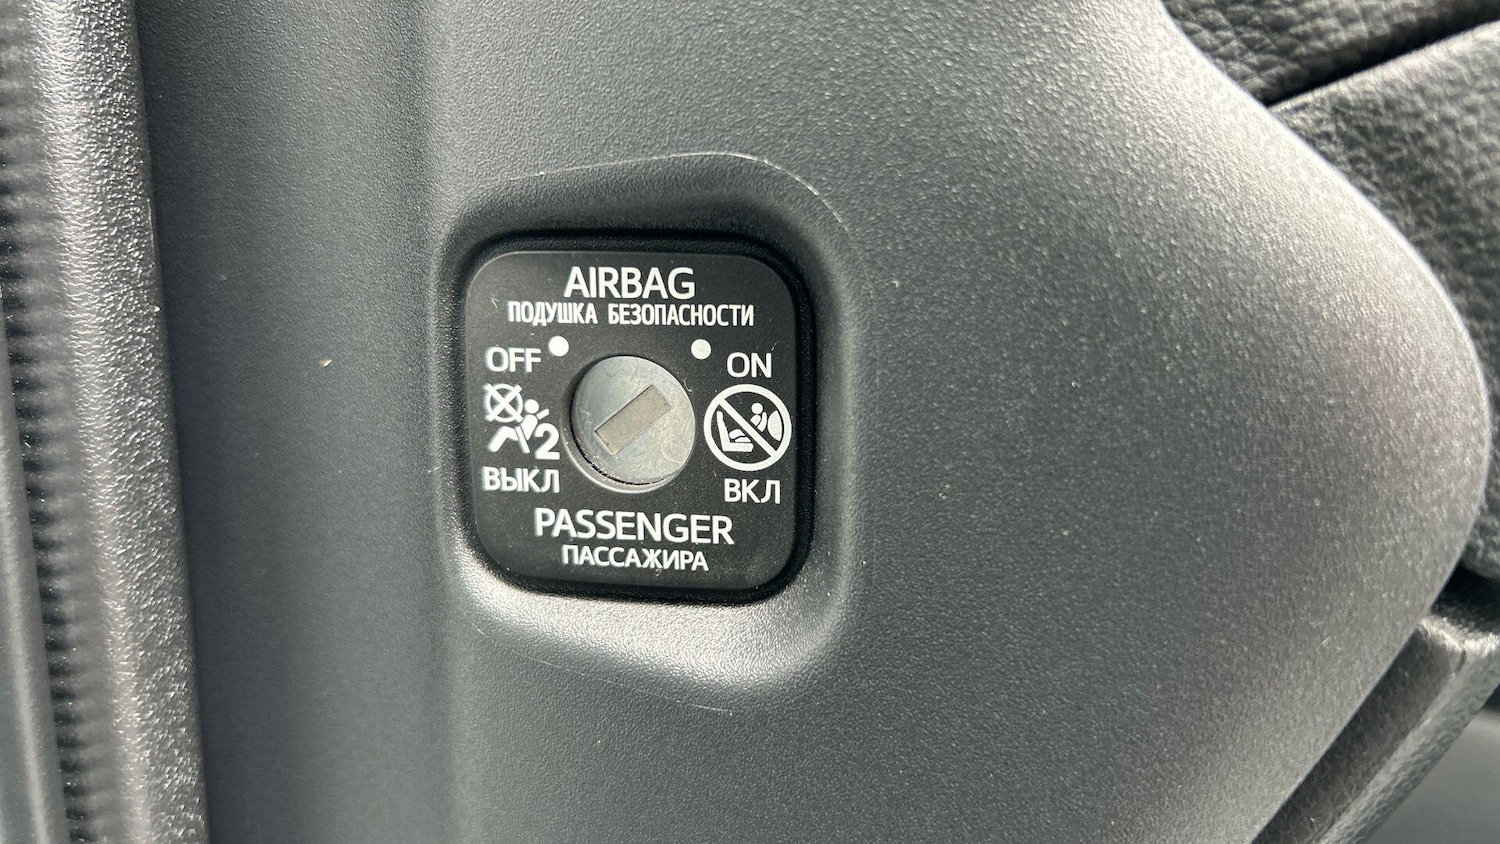 AIRBAG
ПОДУШКА БЕЗОПАСНОСТИ
OFF
ON
2
ВЫКЛ
ВКЛ
PASSENGER
ПАССАЖИРА